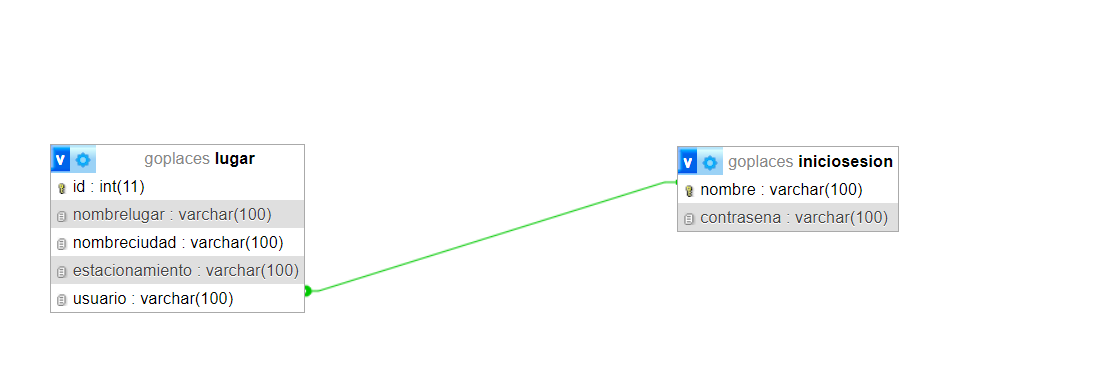 v goplaces lugar
id : int(11)
nombrelugar : varchar(100)
nombreciudad : varchar(100)
estacionamiento : varchar(100)
usuario : varchar(100)
v goplaces iniciosesion
nombre : varchar(100)
contrasena : varchar(100)